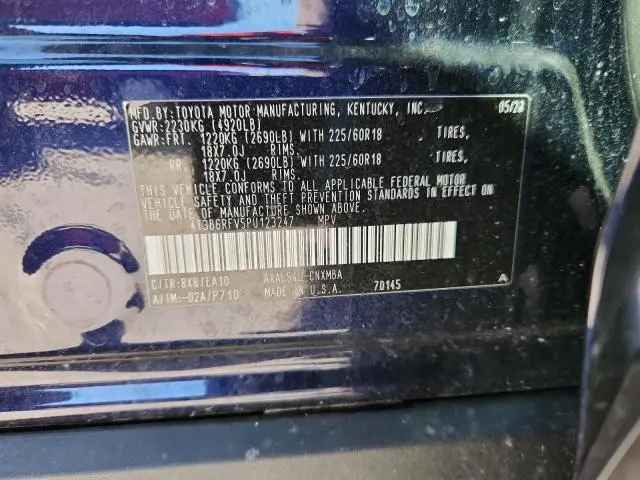 MFD. BY: TOYOTA MOTOR MANUFACTURING, KENTUCKY, INC. 05/23
GVWR: 2230KG (4920LB)
GAWR: FRT. 1220KG (2690LB) WITH 225/60R18 TIRES,
18X7.0J RIMS.
RR. 1220KG (2690LB) WITH 225/60R18 TIRES,
18X7.0J RIMS.
THIS VEHICLE CONFORMS TO ALL APPLICABLE FEDERAL MOTOR
VEHICLE SAFETY AND THEFT PREVENTION STANDARDS IN EFFECT ON
THE DATE OF MANUFACTURE SHOWN ABOVE.
4T3B6RFV5PU123247 MPV
C/TR: 8X8/EA10 AXAL54L-CNXMBA
A/TM: -02A/P710 MADE IN U.S.A. 70145 A